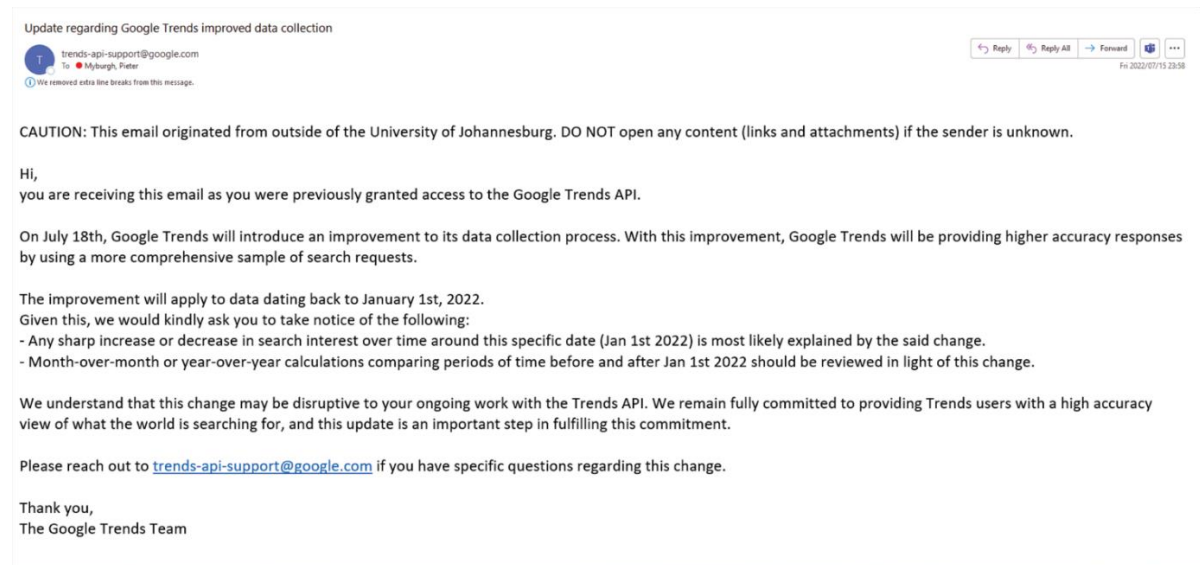 Update regarding Google Trends improved data collection
T
trends-api-support@google.com
To Myburgh, Pieter
We removed extra line breaks from this message.
Reply Reply All Forward
Fri 2022/07/15 23:58
CAUTION: This email originated from outside of the University of Johannesburg. DO NOT open any content (links and attachments) if the sender is unknown.
Hi,
you are receiving this email as you were previously granted access to the Google Trends API.
On July 18th, Google Trends will introduce an improvement to its data collection process. With this improvement, Google Trends will be providing higher accuracy responses
by using a more comprehensive sample of search requests.
The improvement will apply to data dating back to January 1st, 2022.
Given this, we would kindly ask you to take notice of the following:
- Any sharp increase or decrease in search interest over time around this specific date (Jan 1st 2022) is most likely explained by the said change.
- Month-over-month or year-over-year calculations comparing periods of time before and after Jan 1st 2022 should be reviewed in light of this change.
We understand that this change may be disruptive to your ongoing work with the Trends API. We remain fully committed to providing Trends users with a high accuracy
view of what the world is searching for, and this update is an important step in fulfilling this commitment.
Please reach out to trends-api-support@google.com if you have specific questions regarding this change.
Thank you,
The Google Trends Team